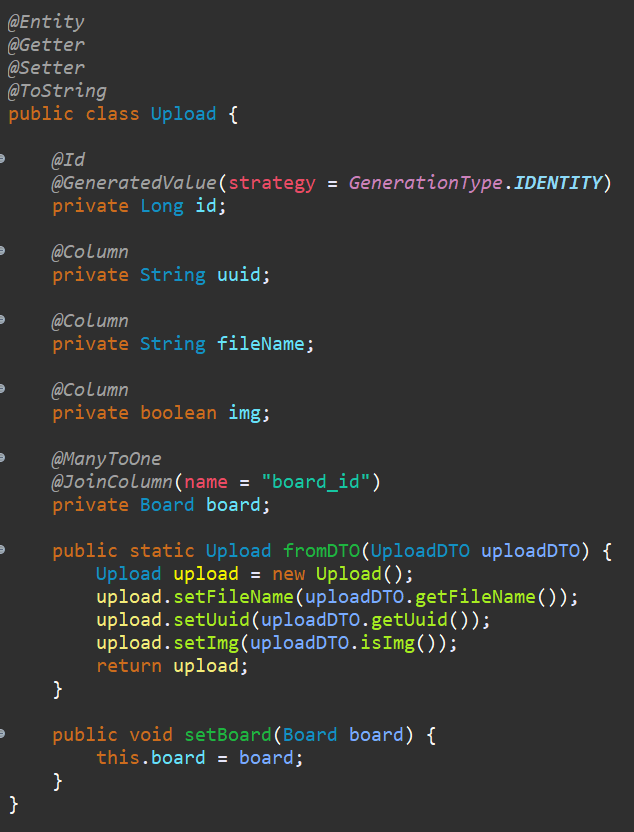 @Entity
@Getter
@Setter
@ToString
public class Upload {
@Id
@GeneratedValue(strategy = GenerationType.IDENTITY)
private Long id;
@Column
private String uuid;
@Column
private String fileName;
@Column
private boolean img;
@ManyToOne
@JoinColumn(name = "board_id")
private Board board;
public static Upload fromDTO(UploadDTO uploadDTO) {
Upload upload = new Upload();
upload.setFileName(uploadDTO.getFileName());
upload.setUuid(uploadDTO.getUuid());
upload.setImg(uploadDTO.isImg());
return upload;
}
public void setBoard(Board board) {
this.board = board;
}
}